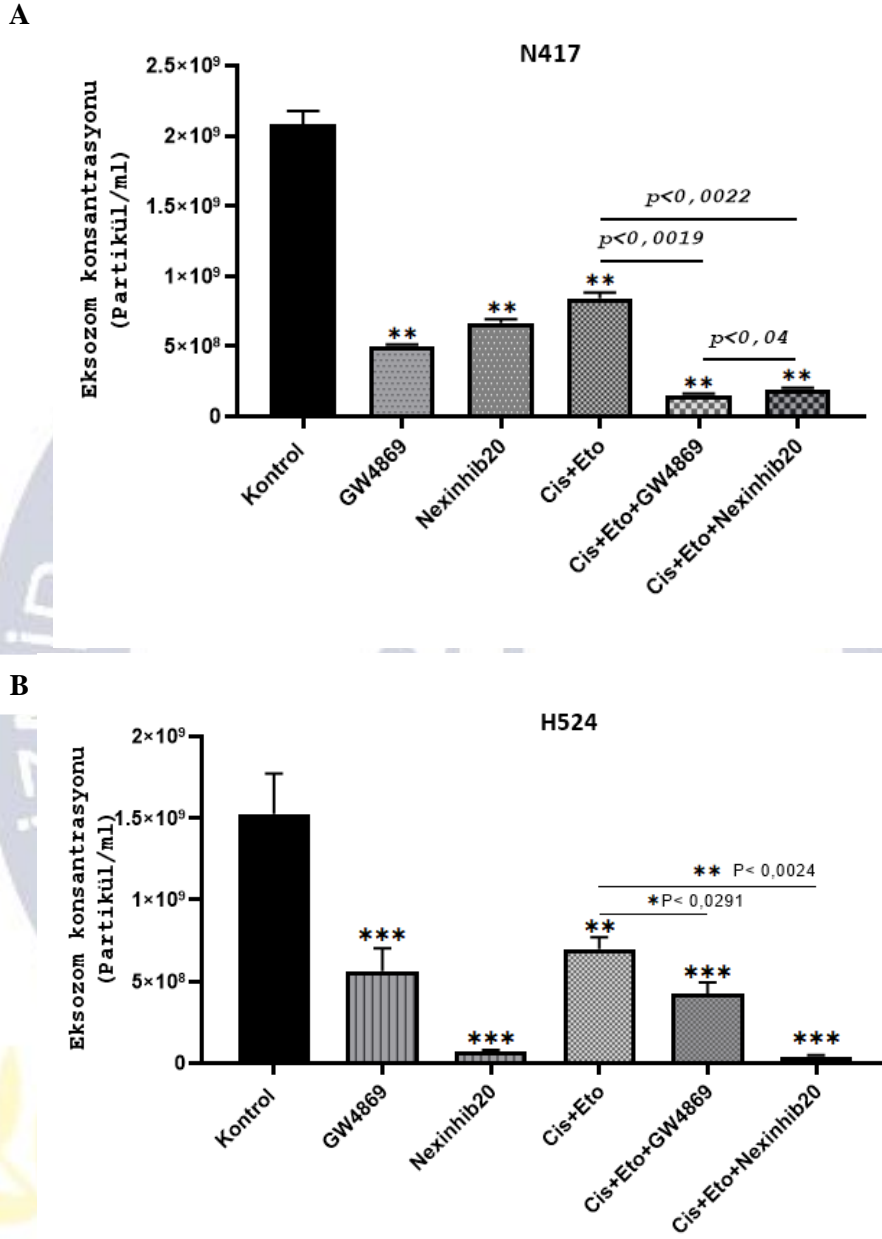 A
N417
Eksozom konsantrasyonu
(Partikül/ml)
2.5×10⁹
2×10⁹
1.5×10⁹
1×10⁹
5×10⁸
0
p<0,0022
p<0,0019
p<0,04
**
**
**
**
**
Kontrol
GW4869
Nexinhib20
Cis+Eto
Cis+Eto+GW4869
Cis+Eto+Nexinhib20
B
H524
Eksozom konsantrasyonu
(Partikül/ml)
2×10⁹
1.5×10⁹
1×10⁹
5×10⁸
0
** P< 0,0024
*P< 0,0291
***
***
**
***
***
Kontrol
GW4869
Nexinhib20
Cis+Eto
Cis+Eto+GW4869
Cis+Eto+Nexinhib20